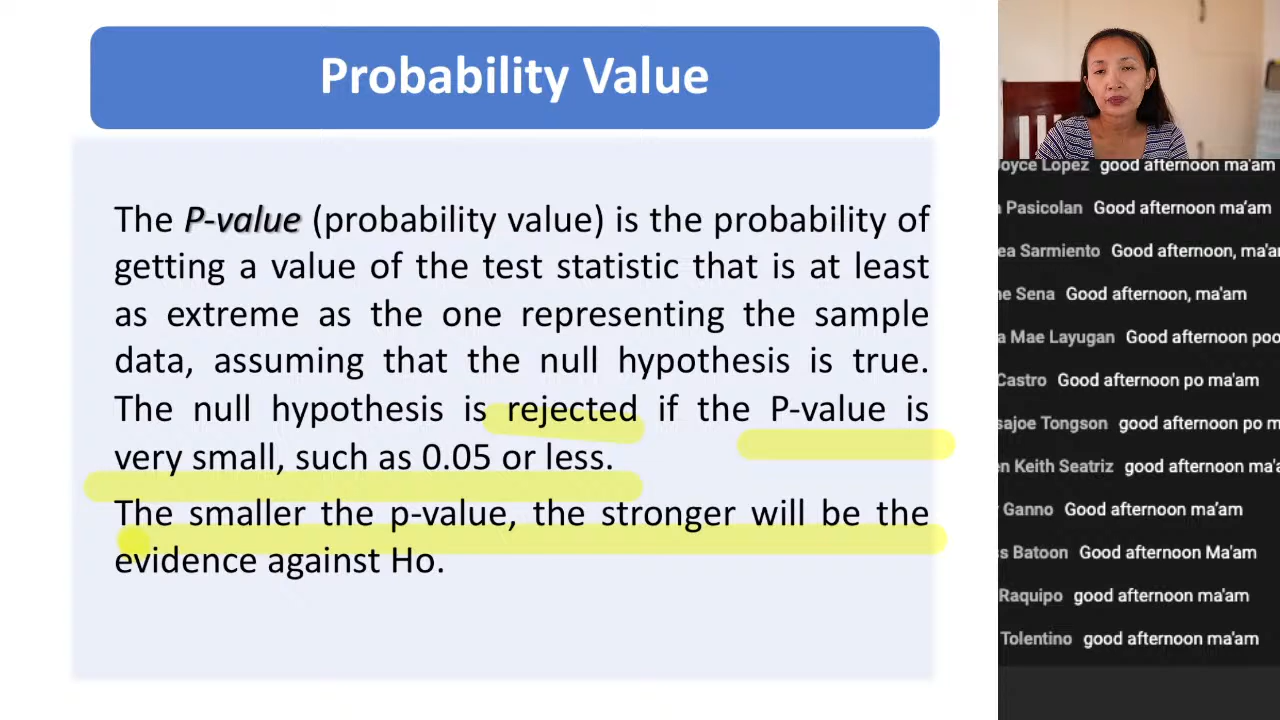 Probability Value
The P-value (probability value) is the probability of
getting a value of the test statistic that is at least
as extreme as the one representing the sample
data, assuming that the null hypothesis is true.
The null hypothesis is rejected if the P-value is
very small, such as 0.05 or less.
The smaller the p-value, the stronger will be the
evidence against Ho.
Lopez good afternoon ma'am
Pasicolan Good afternoon ma'am
Sarmiento Good afternoon,
Sena Good afternoon, ma'am
Mae Layugan Good afternoon poo
Castro Good afternoon po ma'am
Tongson good afternoon po
Keith Seatriz good afternoon
Ganno Good afternoon ma'am
Batoon Good afternoon Ma'am
Raquipo good afternoon ma'am
Tolentino good afternoon ma'am